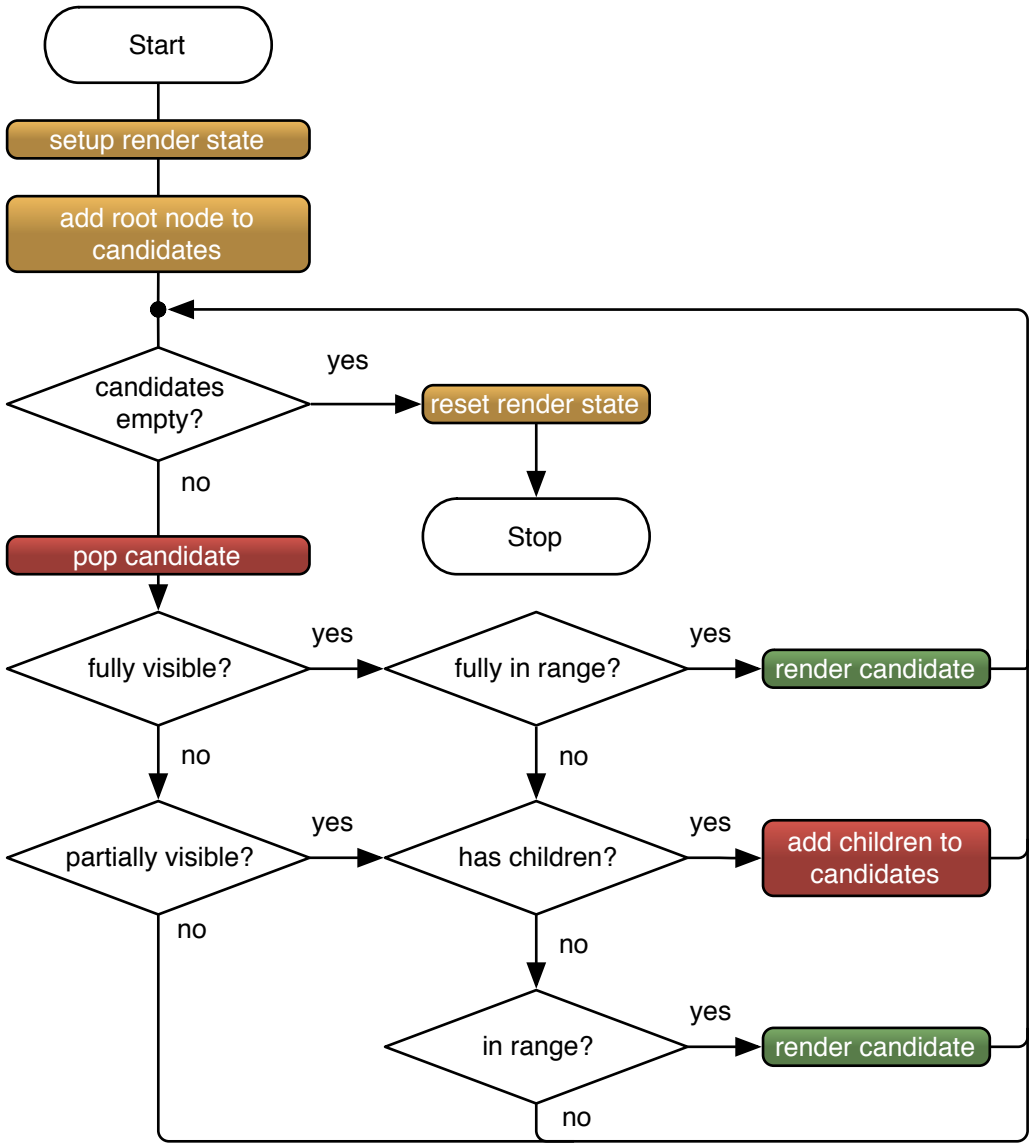 Start
setup render state
add root node to
candidates
yes
candidates
empty?
reset render state
no
Stop
pop candidate
yes
yes
fully visible?
fully in range?
render candidate
no
no
yes
yes
partially visible?
has children?
add children to
candidates
no
no
yes
in range?
render candidate
no